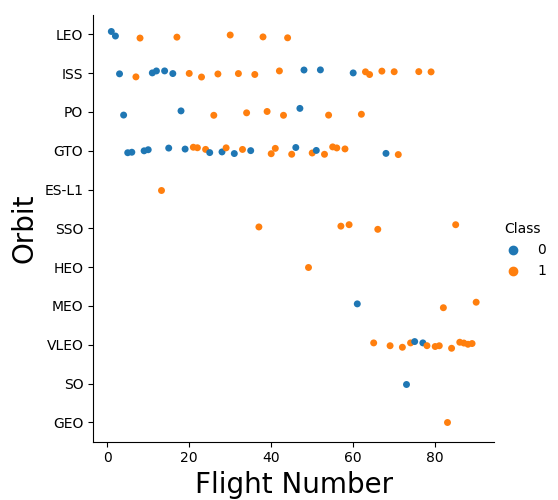 LEO
ISS
PO
GTO
ES-L1
SSO
HEO
MEO
VLEO
SO
GEO
Orbit
0 20 40 60 80
Flight Number
Class
0
1